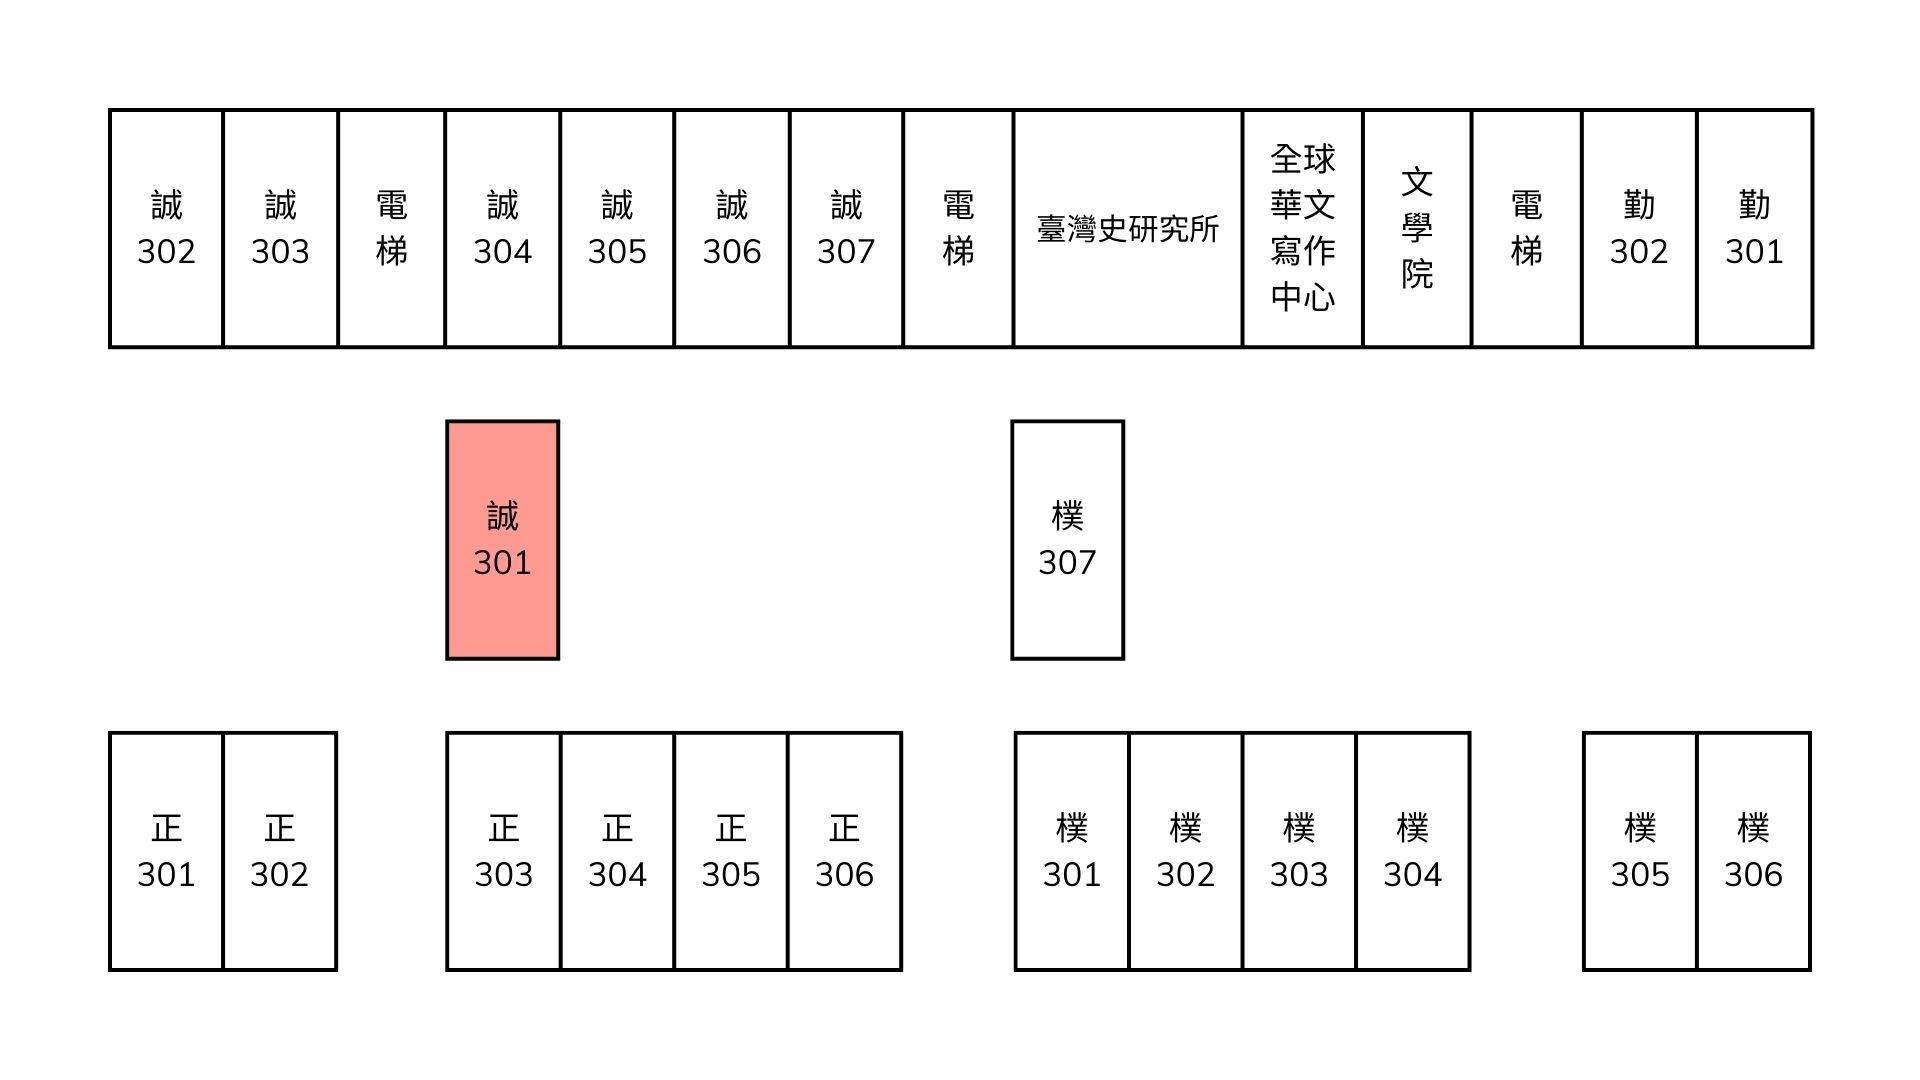 誠
302
誠
303
電
梯
誠
304
誠
305
誠
306
誠
307
電
梯
臺灣史研究所
全球
華文
寫作
中心
文
學
院
電
梯
勤
302
勤
301
誠
301
樸
307
正
301
正
302
正
303
正
304
正
305
正
306
樸
301
樸
302
樸
303
樸
304
樸
305
樸
306